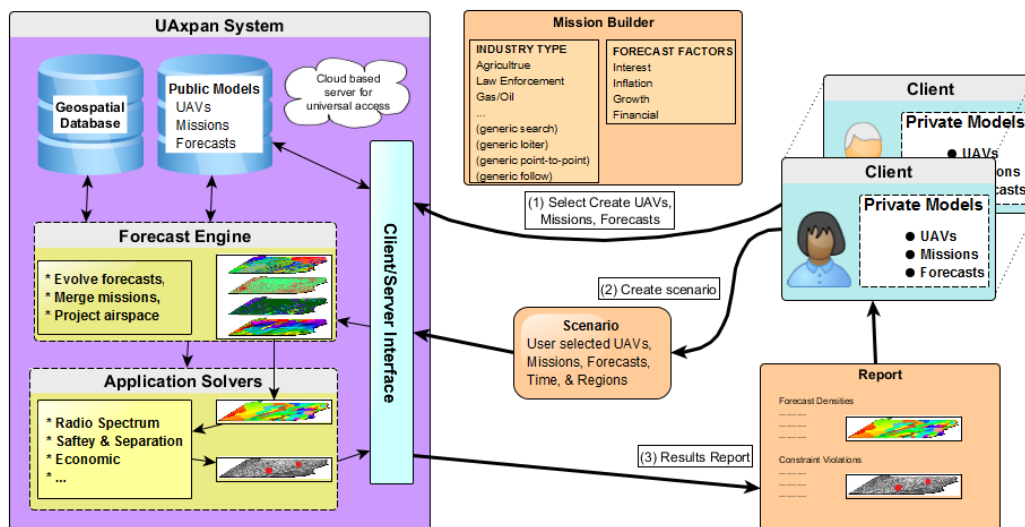 UAxpan System
Geospatial
Database
Public Models
UAVs
Missions
Forecasts
Cloud based
server for
universal access
Forecast Engine
* Evolve forecasts,
* Merge missions,
* Project airspace
Application Solvers
* Radio Spectrum
* Saftey & Separation
* Economic
* ...
Client/Server Interface
Mission Builder
INDUSTRY TYPE
Agricultrue
Law Enforcement
Gas/Oil
...
(generic search)
(generic loiter)
(generic point-to-point)
(generic follow)
FORECAST FACTORS
Interest
Inflation
Growth
Financial
(1) Select Create UAVs,
Missions, Forecasts
(2) Create scenario
Scenario
User selected UAVs,
Missions, Forecasts,
Time, & Regions
(3) Results Report
Client
Private Models
● UAVs
ons
casts
Client
Private Models
● UAVs
● Missions
● Forecasts
Report
Forecast Densities
... ... ... ...
... ... ... ...
... ... ... ...
Constraint Violations
... ... ... ...
... ... ... ...
... ... ... ...